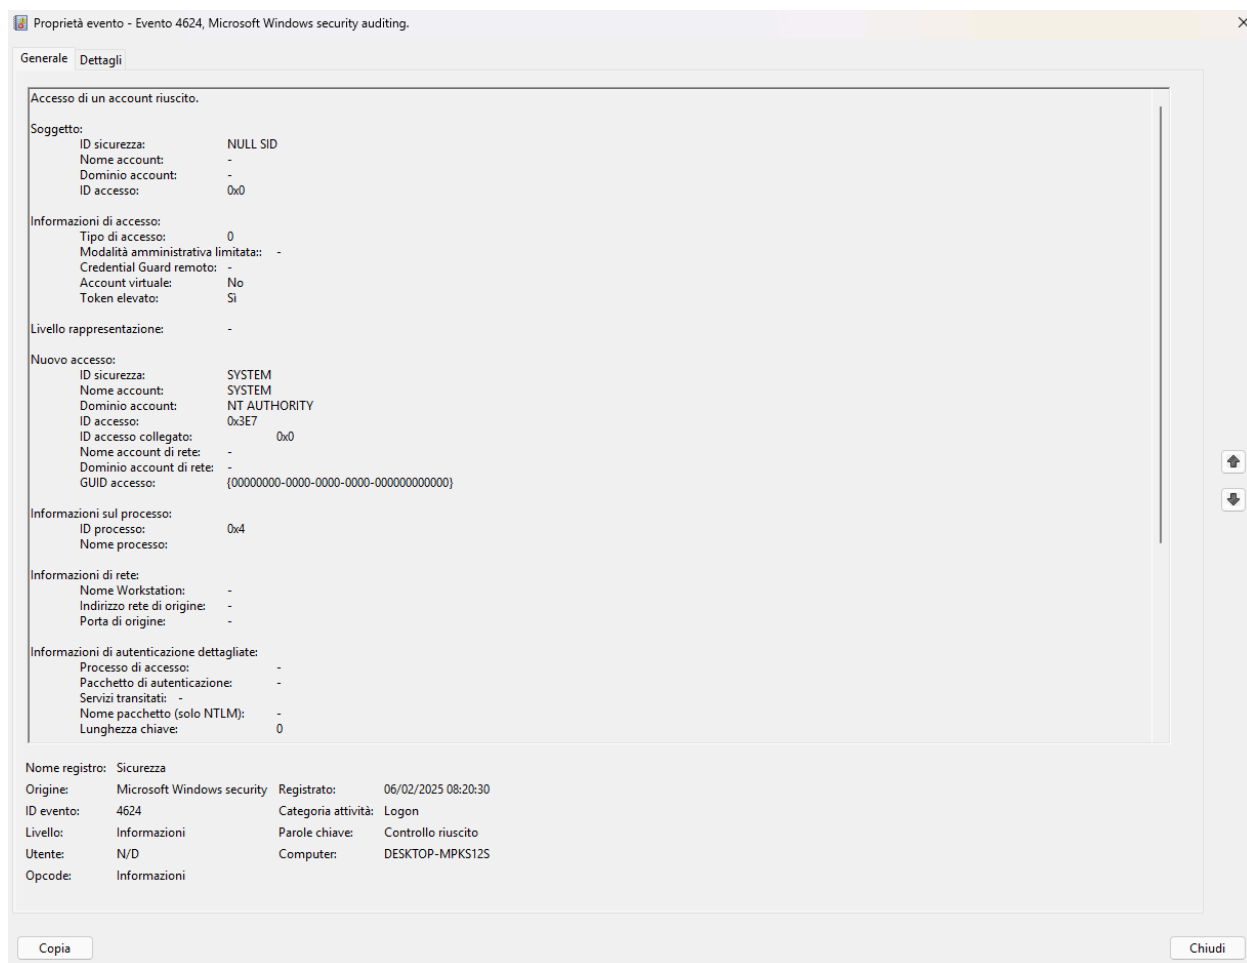 Proprietà evento - Evento 4624, Microsoft Windows security auditing.
Generale Dettagli
Accesso di un account riuscito.
Soggetto:
ID sicurezza: NULL SID
Nome account: -
Dominio account: -
ID accesso: 0x0
Informazioni di accesso:
Tipo di accesso: 0
Modalità amministrativa limitata:: -
Credential Guard remoto: -
Account virtuale: No
Token elevato: Sì
Livello rappresentazione: -
Nuovo accesso:
ID sicurezza: SYSTEM
Nome account: SYSTEM
Dominio account: NT AUTHORITY
ID accesso: 0x3E7
ID accesso collegato: 0x0
Nome account di rete: -
Dominio account di rete: -
GUID accesso: {00000000-0000-0000-0000-000000000000}
Informazioni sul processo:
ID processo: 0x4
Nome processo:
Informazioni di rete:
Nome Workstation: -
Indirizzo rete di origine: -
Porta di origine: -
Informazioni di autenticazione dettagliate:
Processo di accesso: -
Pacchetto di autenticazione: -
Servizi transitati: -
Nome pacchetto (solo NTLM): -
Lunghezza chiave: 0
Nome registro: Sicurezza
Origine: Microsoft Windows security Registrato: 06/02/2025 08:20:30
ID evento: 4624 Categoria attività: Logon
Livello: Informazioni Parole chiave: Controllo riuscito
Utente: N/D Computer: DESKTOP-MPKS12S
Opcode: Informazioni
Copia Chiudi